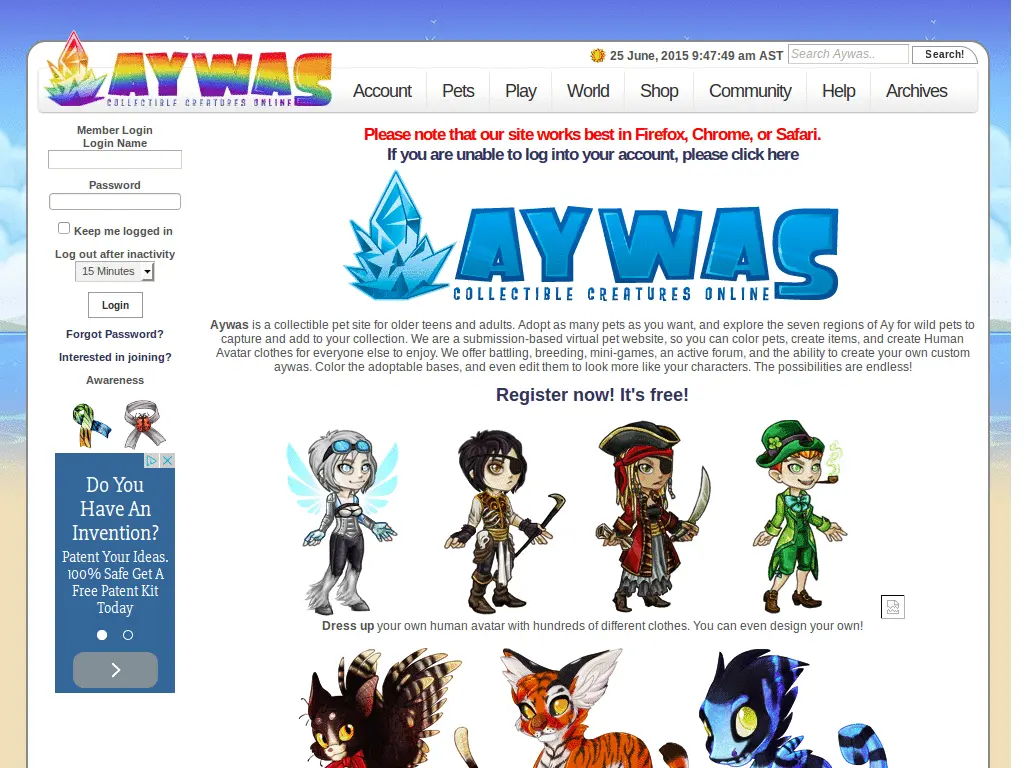 25 June, 2015 9:47:49 am AST
Search Aywas..
Search!
AYWAS
COLLECTIBLE CREATURES ONLINE
Account
Pets
Play
World
Shop
Community
Help
Archives
Member Login
Login Name
Password
Keep me logged in
Log out after inactivity
15 Minutes
Login
Forgot Password?
Interested in joining?
Awareness
Do You
Have An
Invention?
Patent Your Ideas.
100% Safe Get A
Free Patent Kit
Today
Please note that our site works best in Firefox, Chrome, or Safari.
If you are unable to log into your account, please click here
AYWAS
COLLECTIBLE CREATURES ONLINE
Aywas is a collectible pet site for older teens and adults. Adopt as many pets as you want, and explore the seven regions of Ay for wild pets to
capture and add to your collection. We are a submission-based virtual pet website, so you can color pets, create items, and create Human
Avatar clothes for everyone else to enjoy. We offer battling, breeding, mini-games, an active forum, and the ability to create your own custom
aywas. Color the adoptable bases, and even edit them to look more like your characters. The possibilities are endless!
Register now! It's free!
Dress up your own human avatar with hundreds of different clothes. You can even design your own!